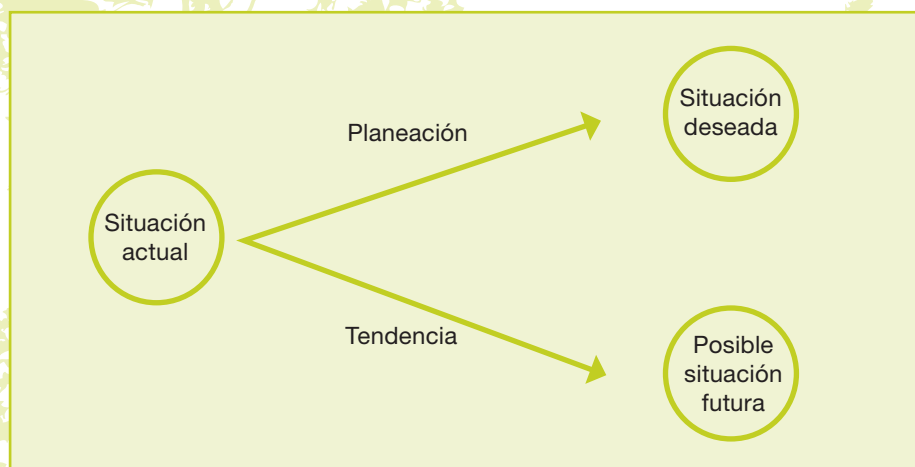 Situación
deseada
Planeación
Situación
actual
Tendencia
Posible
situación
futura